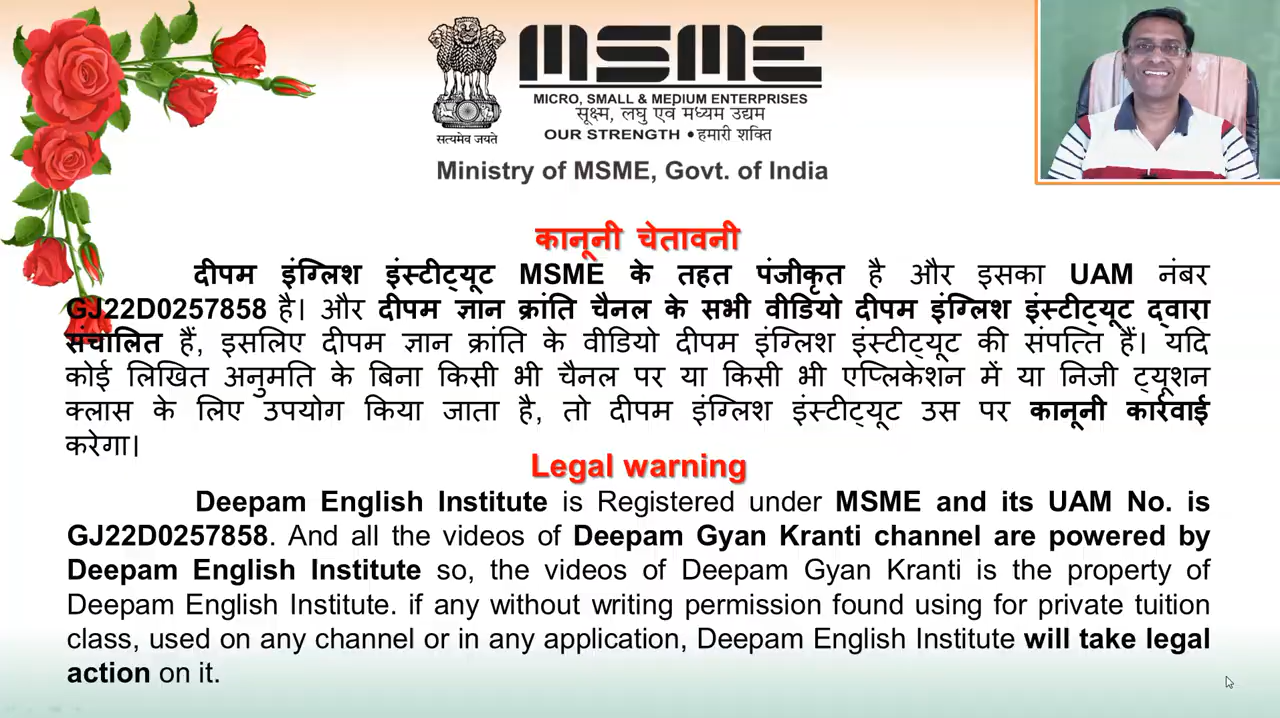 MSME
MICRO, SMALL & MEDIUM ENTERPRISES
सूक्ष्म, लघु एवं मध्यम उद्यम
OUR STRENGTH • हमारी शक्ति
सत्यमेव जयते
Ministry of MSME, Govt. of India
कानूनी चेतावनी
दीपम इंग्लिश इंस्टीट्यूट MSME के तहत पंजीकृत है और इसका UAM नंबर
GJ22D0257858 है। और दीपम ज्ञान क्रांति चैनल के सभी वीडियो दीपम इंग्लिश इंस्टीट्यूट द्वारा
संचालित हैं, इसलिए दीपम ज्ञान क्रांति के वीडियो दीपम इंग्लिश इंस्टीट्यूट की संपत्ति हैं। यदि
कोई लिखित अनुमति के बिना किसी भी चैनल पर या किसी भी एप्लिकेशन में या निजी ट्यूशन
क्लास के लिए उपयोग किया जाता है, तो दीपम इंग्लिश इंस्टीट्यूट उस पर कानूनी कार्रवाई
करेगा।
Legal warning
Deepam English Institute is Registered under MSME and its UAM No. is
GJ22D0257858. And all the videos of Deepam Gyan Kranti channel are powered by
Deepam English Institute so, the videos of Deepam Gyan Kranti is the property of
Deepam English Institute. if any without writing permission found using for private tuition
class, used on any channel or in any application, Deepam English Institute will take legal
action on it.